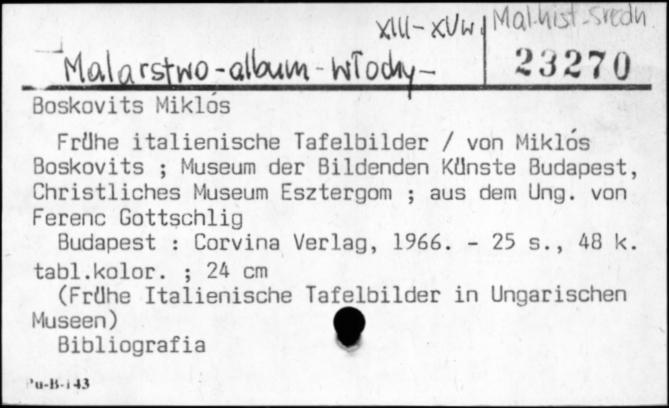 XIII-XVw. Mal.hist.średn
Malarstwo-album-Włochy- 23270
Boskovits Miklós
Frühe italienische Tafelbilder / von Miklós
Boskovits ; Museum der Bildenden Künste Budapest,
Christliches Museum Esztergom ; aus dem Ung. von
Ferenc Gottschlig
Budapest : Corvina Verlag, 1966. - 25 s., 48 k.
tabl.kolor. ; 24 cm
(Frühe Italienische Tafelbilder in Ungarischen
Museen)
Bibliografia
Pu-B-143